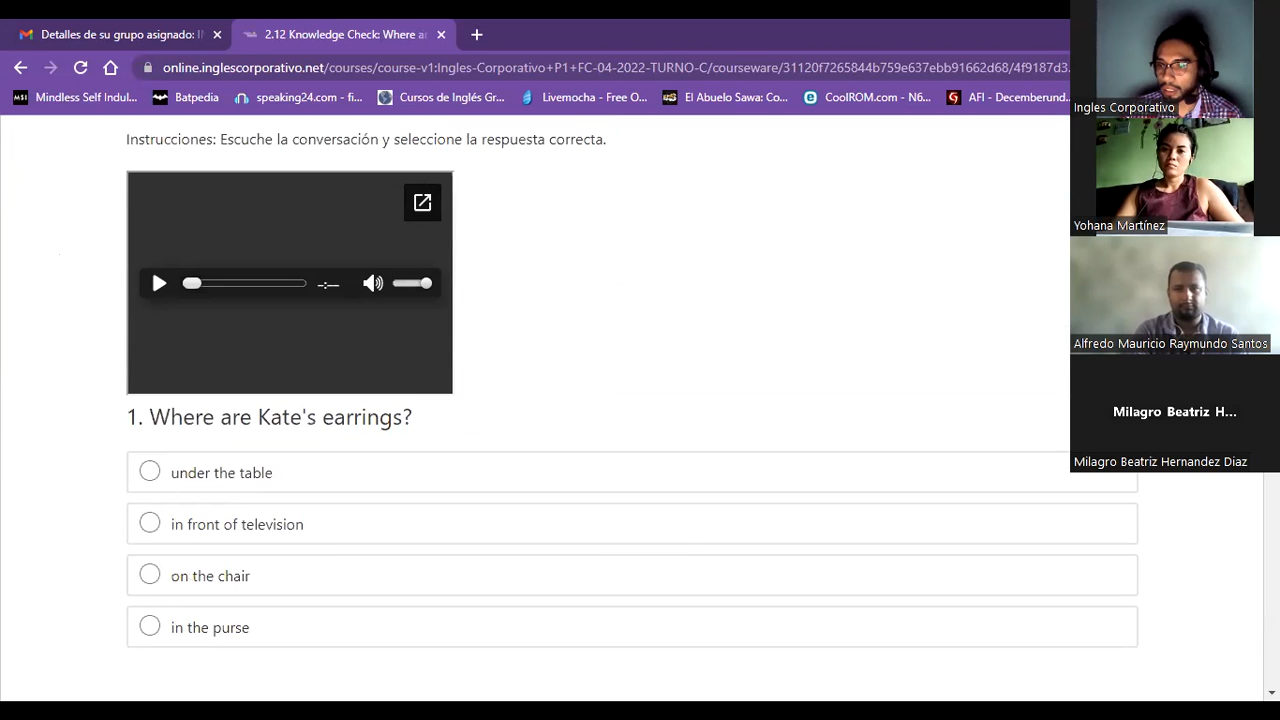 Detalles de su grupo asignado: I
2.12 Knowledge Check: Where a
online.inglescorporativo.net/courses/course-v1:Ingles-Corporativo+P1+FC-04-2022-TURNO-C/courseware/31120f7265844b759e637ebb91662d68/4f9187d3
Mindless Self Indul...
Batpedia
speaking24.com - fi...
Cursos de Inglés Gr...
Livemocha - Free O...
El Abuelo Sawa: Co...
CoolROM.com - N6...
AFI - Decemberund...
Instrucciones: Escuche la conversación y seleccione la respuesta correcta.
-:--
1. Where are Kate's earrings?
under the table
in front of television
on the chair
in the purse
Ingles Corporativo
Yohana Martínez
Alfredo Mauricio Raymundo Santos
Milagro Beatriz H...
Milagro Beatriz Hernandez Diaz